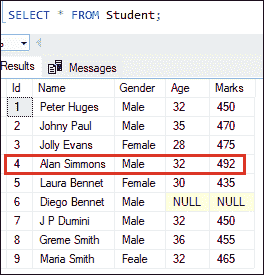 SELECT * FROM Student;
Results Messages
Id Name Gender Age Marks
1 Peter Huges Male 32 450
2 Johny Paul Male 35 470
3 Jolly Evans Female 28 475
4 Alan Simmons Male 32 492
5 Laura Bennet Female 30 435
6 Diego Bennet Male NULL NULL
7 J P Dumini Male 32 450
8 Greme Smith Male 36 455
9 Maria Smith Feale 32 465